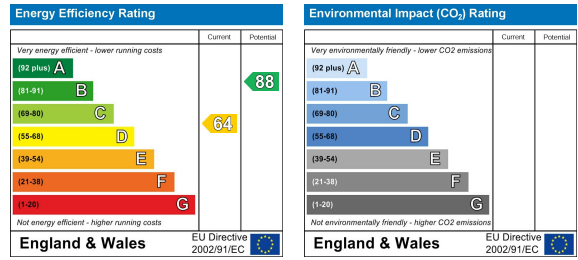 Energy Efficiency Rating
Current Potential
Very energy efficient - lower running costs
(92 plus) A
(81-91) B
(69-80) C
(55-68) D
(39-54) E
(21-38) F
(1-20) G
64
88
Not energy efficient - higher running costs
England & Wales
EU Directive
2002/91/EC
Environmental Impact (CO₂) Rating
Current Potential
Very environmentally friendly - lower CO2 emissions
(92 plus) A
(81-91) B
(69-80) C
(55-68) D
(39-54) E
(21-38) F
(1-20) G
Not environmentally friendly - higher CO2 emissions
England & Wales
EU Directive
2002/91/EC